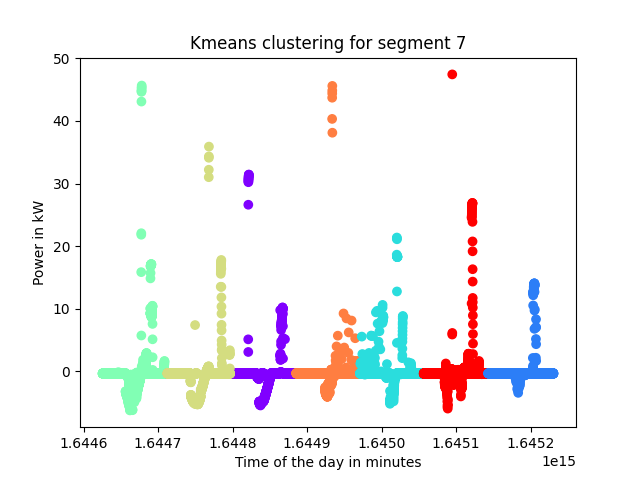 Kmeans clustering for segment 7
50
40
30
20
10
0
Power in kW
1.6446 1.6447 1.6448 1.6449 1.6450 1.6451 1.6452
Time of the day in minutes
1e15